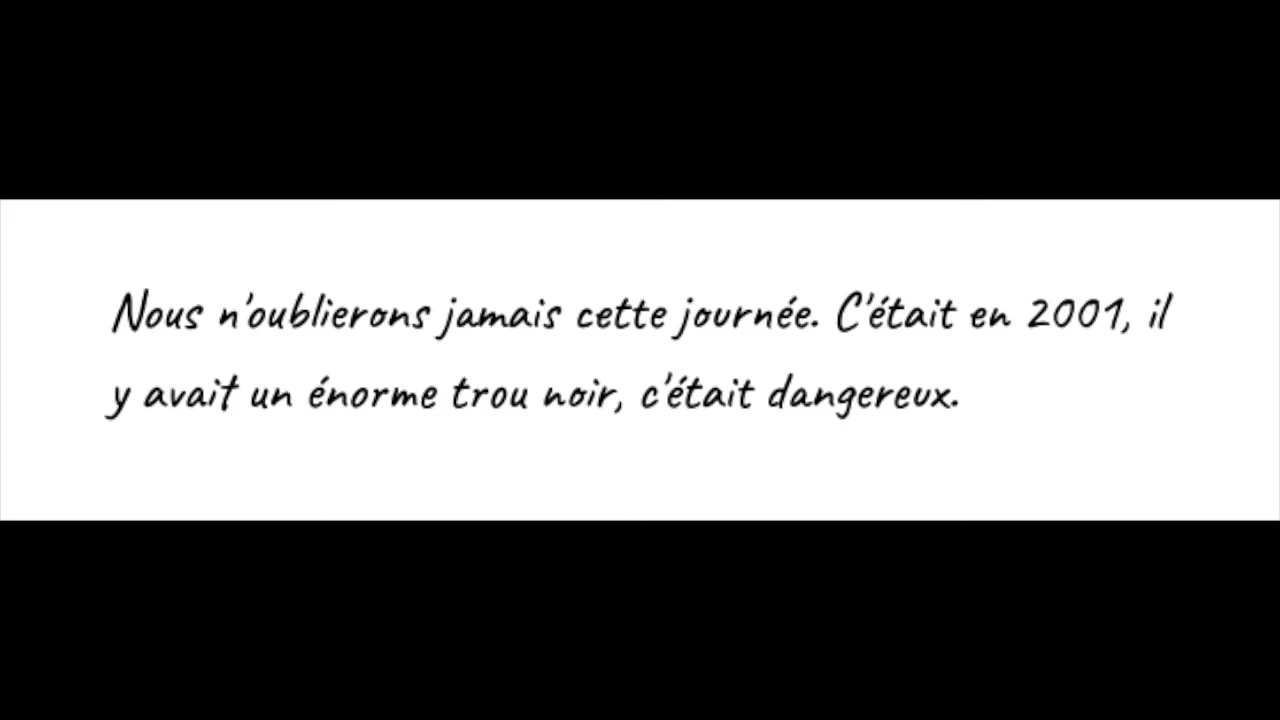 Nous n'oublierons jamais cette journée. C'était en 2001, il
y avait un énorme trou noir, c'était dangereux.